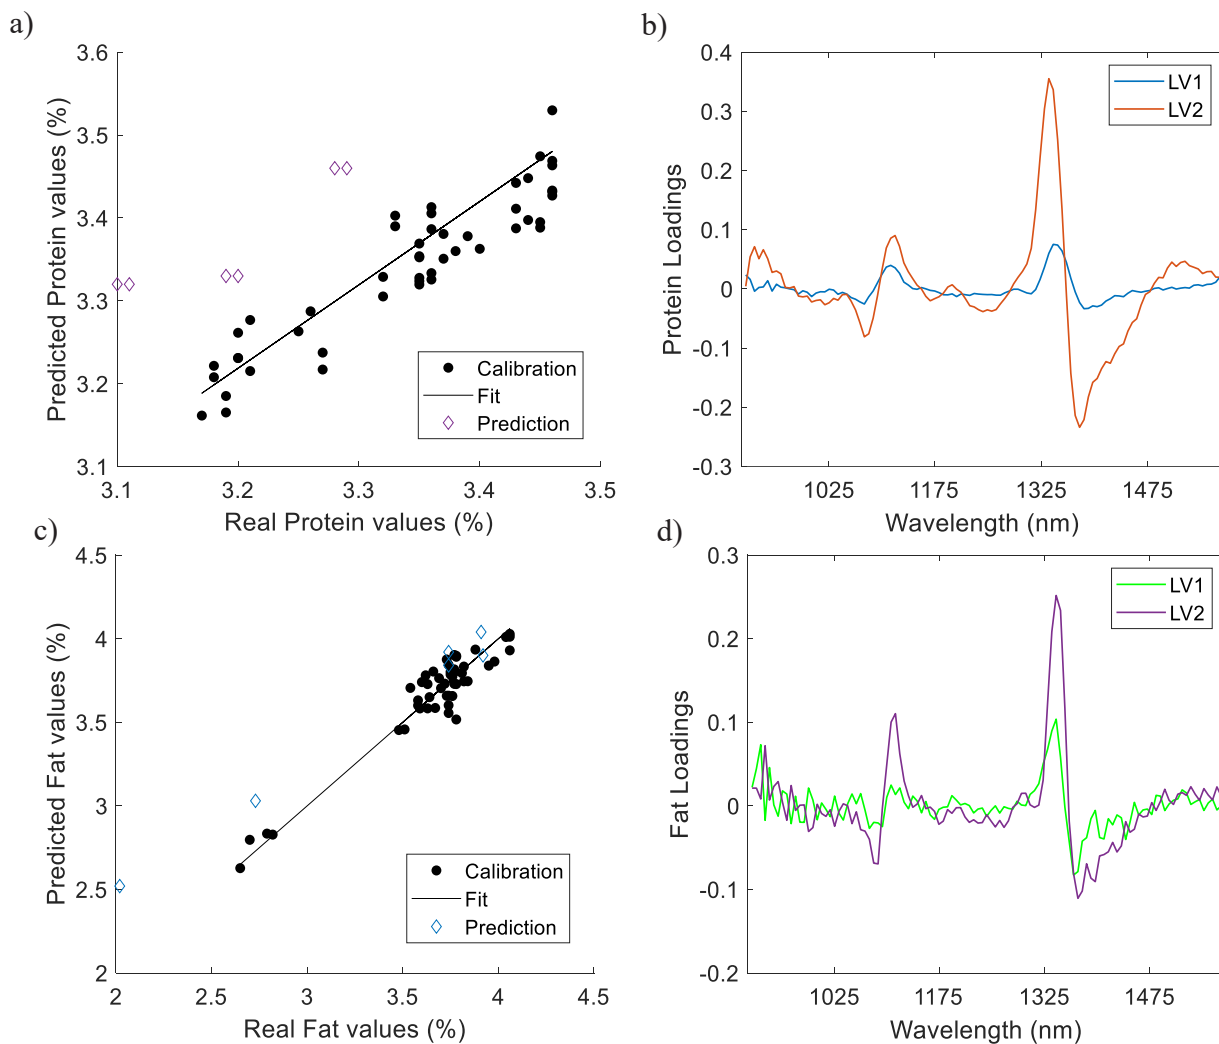 a)
3.6
3.5
3.4
3.3
3.2
3.1
Predicted Protein values (%)
3.1 3.2 3.3 3.4 3.5
Real Protein values (%)
Calibration
Fit
Prediction
b)
0.4
0.3
0.2
0.1
0
-0.1
-0.2
-0.3
Protein Loadings
1025 1175 1325 1475
Wavelength (nm)
LV1
LV2
c)
4.5
4
3.5
3
2.5
2
Predicted Fat values (%)
2 2.5 3 3.5 4 4.5
Real Fat values (%)
Calibration
Fit
Prediction
d)
0.3
0.2
0.1
0
-0.1
-0.2
Fat Loadings
1025 1175 1325 1475
Wavelength (nm)
LV1
LV2